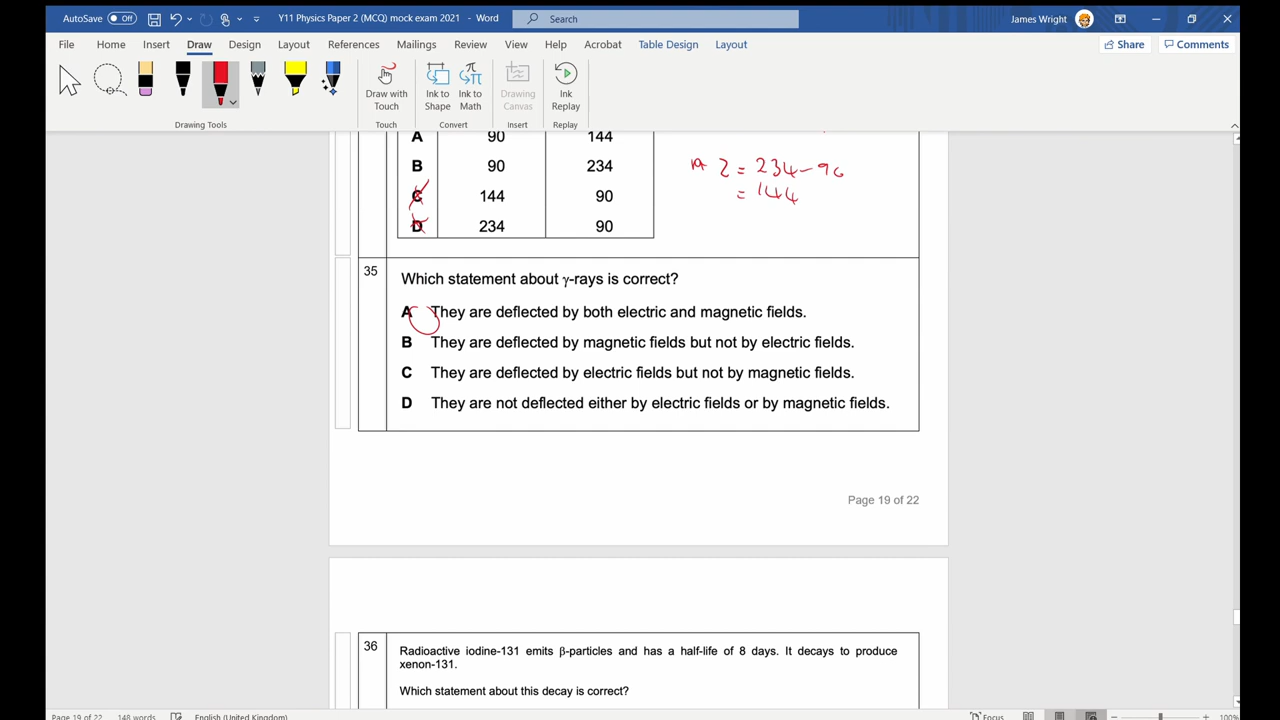 AutoSave Off Y11 Physics Paper 2 (MCQ) mock exam 2021 - Word Search James Wright
File Home Insert Draw Design Layout References Mailings Review View Help Acrobat Table Design Layout Share Comments
Draw with Touch
Ink to Shape
Ink to Math
Drawing Canvas
Ink Replay
Drawing Tools Touch Convert Insert Replay
A 90 144
B 90 234
C 144 90
D 234 90
= 234 - 90
= 144
35 Which statement about γ-rays is correct?
A They are deflected by both electric and magnetic fields.
B They are deflected by magnetic fields but not by electric fields.
C They are deflected by electric fields but not by magnetic fields.
D They are not deflected either by electric fields or by magnetic fields.
Page 19 of 22
36 Radioactive iodine-131 emits β-particles and has a half-life of 8 days. It decays to produce
xenon-131.
Which statement about this decay is correct?
Page 19 of 22 148 words English (United Kingdom) Focus 100%